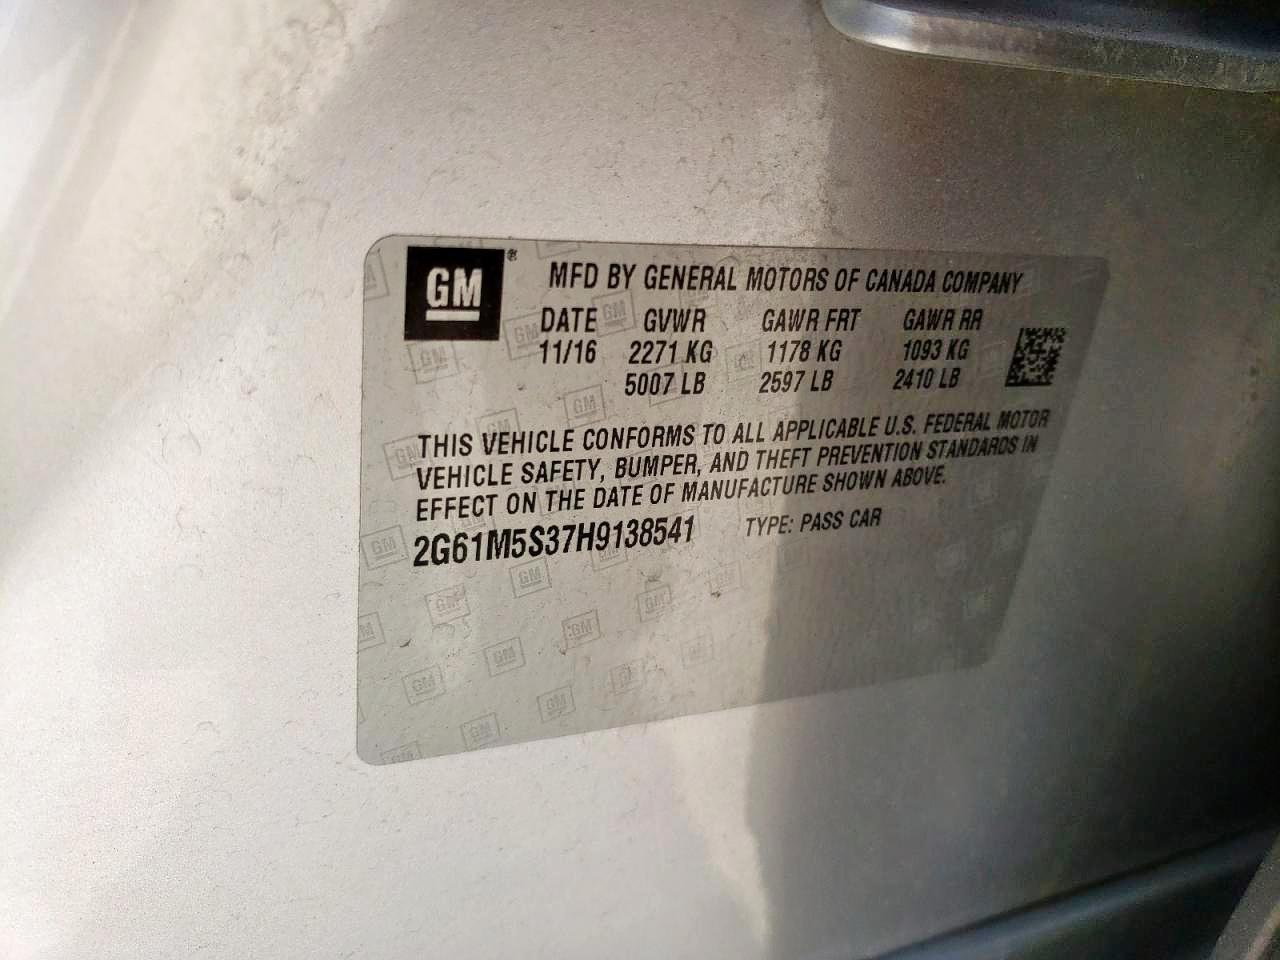 GM®
MFD BY GENERAL MOTORS OF CANADA COMPANY
DATE GVWR GAWR FRT GAWR RR
11/16 2271 KG 1178 KG 1093 KG
5007 LB 2597 LB 2410 LB
THIS VEHICLE CONFORMS TO ALL APPLICABLE U.S. FEDERAL MOTOR
VEHICLE SAFETY, BUMPER, AND THEFT PREVENTION STANDARDS IN
EFFECT ON THE DATE OF MANUFACTURE SHOWN ABOVE.
2G61M5S37H9138541 TYPE: PASS CAR